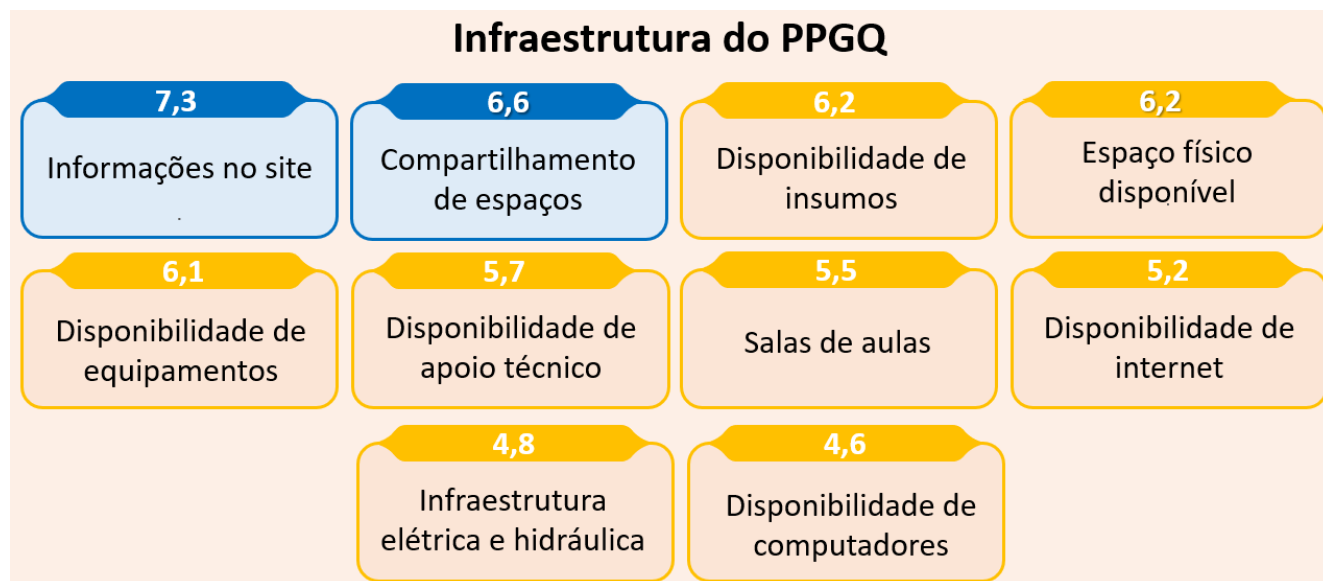 Infraestrutura do PPGQ
7,3
Informações no site
.
6,6
Compartilhamento
de espaços
6,2
Disponibilidade de
insumos
6,2
Espaço físico
disponível
6,1
Disponibilidade de
equipamentos
5,7
Disponibilidade de
apoio técnico
5,5
Salas de aulas
5,2
Disponibilidade de
internet
4,8
Infraestrutura
elétrica e hidráulica
4,6
Disponibilidade de
computadores